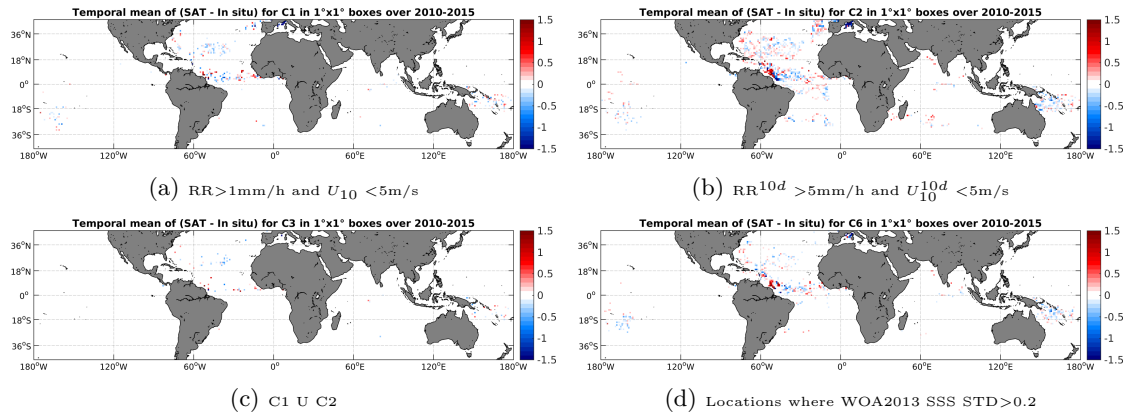 Temporal mean of (SAT - In situ) for C1 in 1°x1° boxes over 2010-2015
36°N
18°N
0°
18°S
36°S
180°W 120°W 60°W 0° 60°E 120°E 180°W
1.5
1
0.5
0
-0.5
-1
-1.5
(a) RR>1mm/h and U10 <5m/s
Temporal mean of (SAT - In situ) for C2 in 1°x1° boxes over 2010-2015
36°N
18°N
0°
18°S
36°S
180°W 120°W 60°W 0° 60°E 120°E 180°W
1.5
1
0.5
0
-0.5
-1
-1.5
(b) RR^10d >5mm/h and U10^10d <5m/s
Temporal mean of (SAT - In situ) for C3 in 1°x1° boxes over 2010-2015
36°N
18°N
0°
18°S
36°S
180°W 120°W 60°W 0° 60°E 120°E 180°W
1.5
1
0.5
0
-0.5
-1
-1.5
(c) C1 U C2
Temporal mean of (SAT - In situ) for C6 in 1°x1° boxes over 2010-2015
36°N
18°N
0°
18°S
36°S
180°W 120°W 60°W 0° 60°E 120°E 180°W
1.5
1
0.5
0
-0.5
-1
-1.5
(d) Locations where WOA2013 SSS STD>0.2